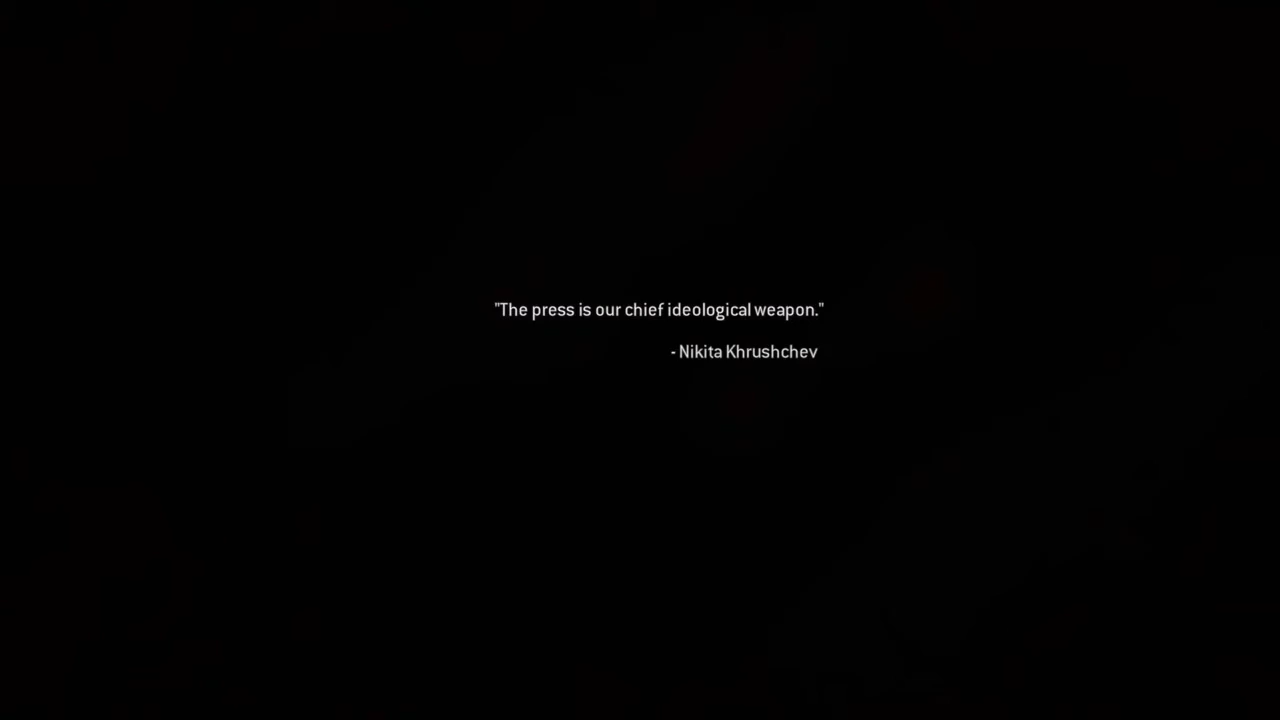 "The press is our chief ideological weapon."
- Nikita Khrushchev